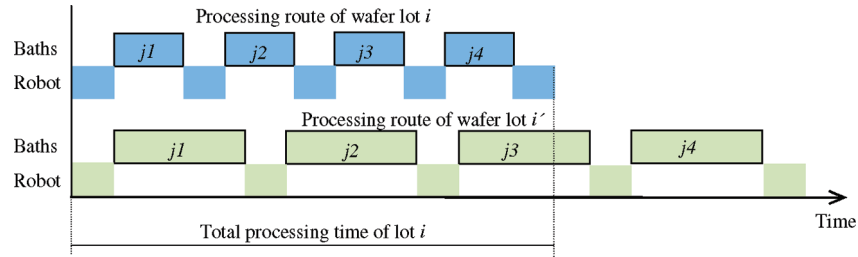 Processing route of wafer lot i
Baths j1 j2 j3 j4
Robot
Processing route of wafer lot i´
Baths j1 j2 j3 j4
Robot
Time
Total processing time of lot i